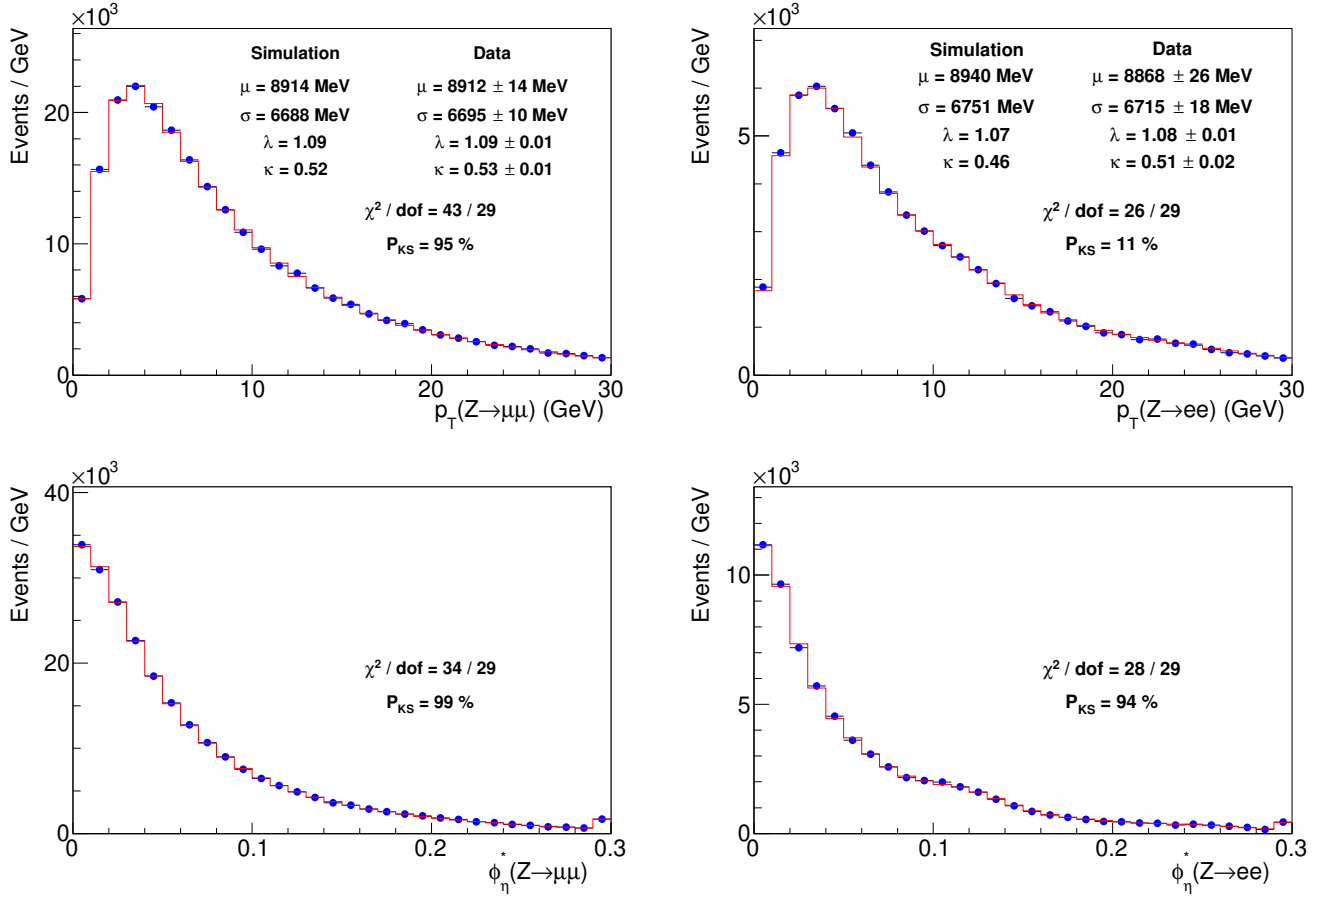 ×10³
Events / GeV
Simulation Data
μ = 8914 MeV μ = 8912 ± 14 MeV
σ = 6688 MeV σ = 6695 ± 10 MeV
λ = 1.09 λ = 1.09 ± 0.01
κ = 0.52 κ = 0.53 ± 0.01
χ² / dof = 43 / 29
P_KS = 95 %
20
10
0
0 10 20 30
p_T(Z→μμ) (GeV)
×10³
Events / GeV
Simulation Data
μ = 8940 MeV μ = 8868 ± 26 MeV
σ = 6751 MeV σ = 6715 ± 18 MeV
λ = 1.07 λ = 1.08 ± 0.01
κ = 0.46 κ = 0.51 ± 0.02
χ² / dof = 26 / 29
P_KS = 11 %
5
0
0 10 20 30
p_T(Z→ee) (GeV)
×10³
Events / GeV
40
χ² / dof = 34 / 29
P_KS = 99 %
20
0
0 0.1 0.2 0.3
ϕ*_η(Z→μμ)
×10³
Events / GeV
10
χ² / dof = 28 / 29
P_KS = 94 %
5
0
0 0.1 0.2 0.3
ϕ*_η(Z→ee)